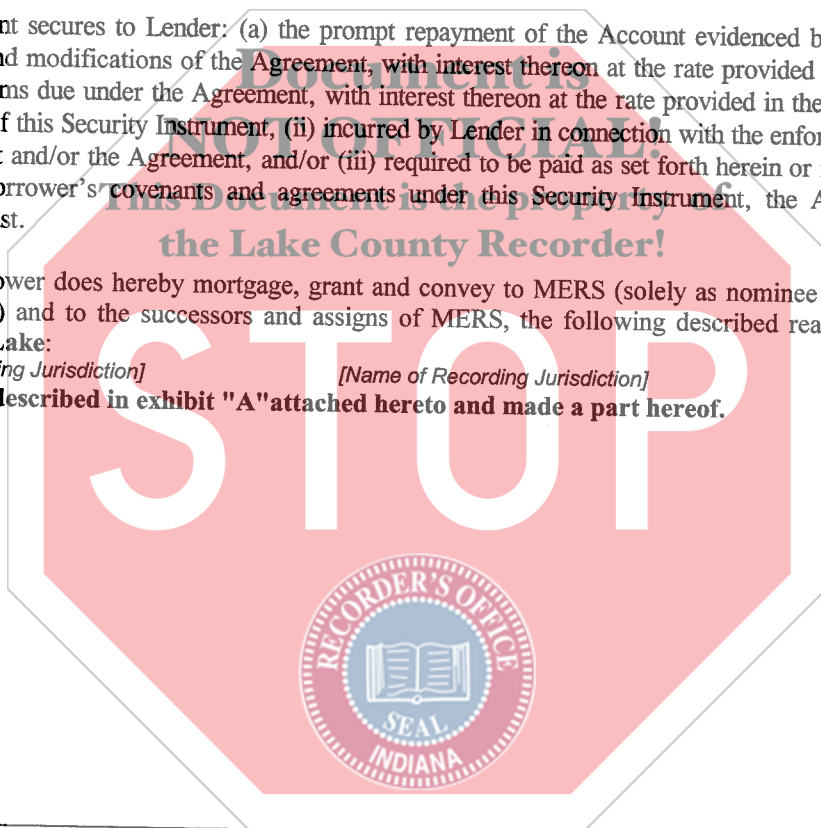 nt secures to Lender: (a) the prompt repayment of the Account evidenced b
nd modifications of the Agreement, with interest thereon at the rate provided
ms due under the Agreement, with interest thereon at the rate provided in the
f this Security Instrument, (ii) incurred by Lender in connection with the enfor
t and/or the Agreement, and/or (iii) required to be paid as set forth herein or
orrower's covenants and agreements under this Security Instrument, the A
st.
Document is
NOT OFFICIAL!
This Document is the property of
the Lake County Recorder!
ower does hereby mortgage, grant and convey to MERS (solely as nominee
) and to the successors and assigns of MERS, the following described rea
Lake:
ng Jurisdiction] [Name of Recording Jurisdiction]
described in exhibit "A"attached hereto and made a part hereof.
STOP
RECORDER'S OFFICE
SEAL
INDIANA